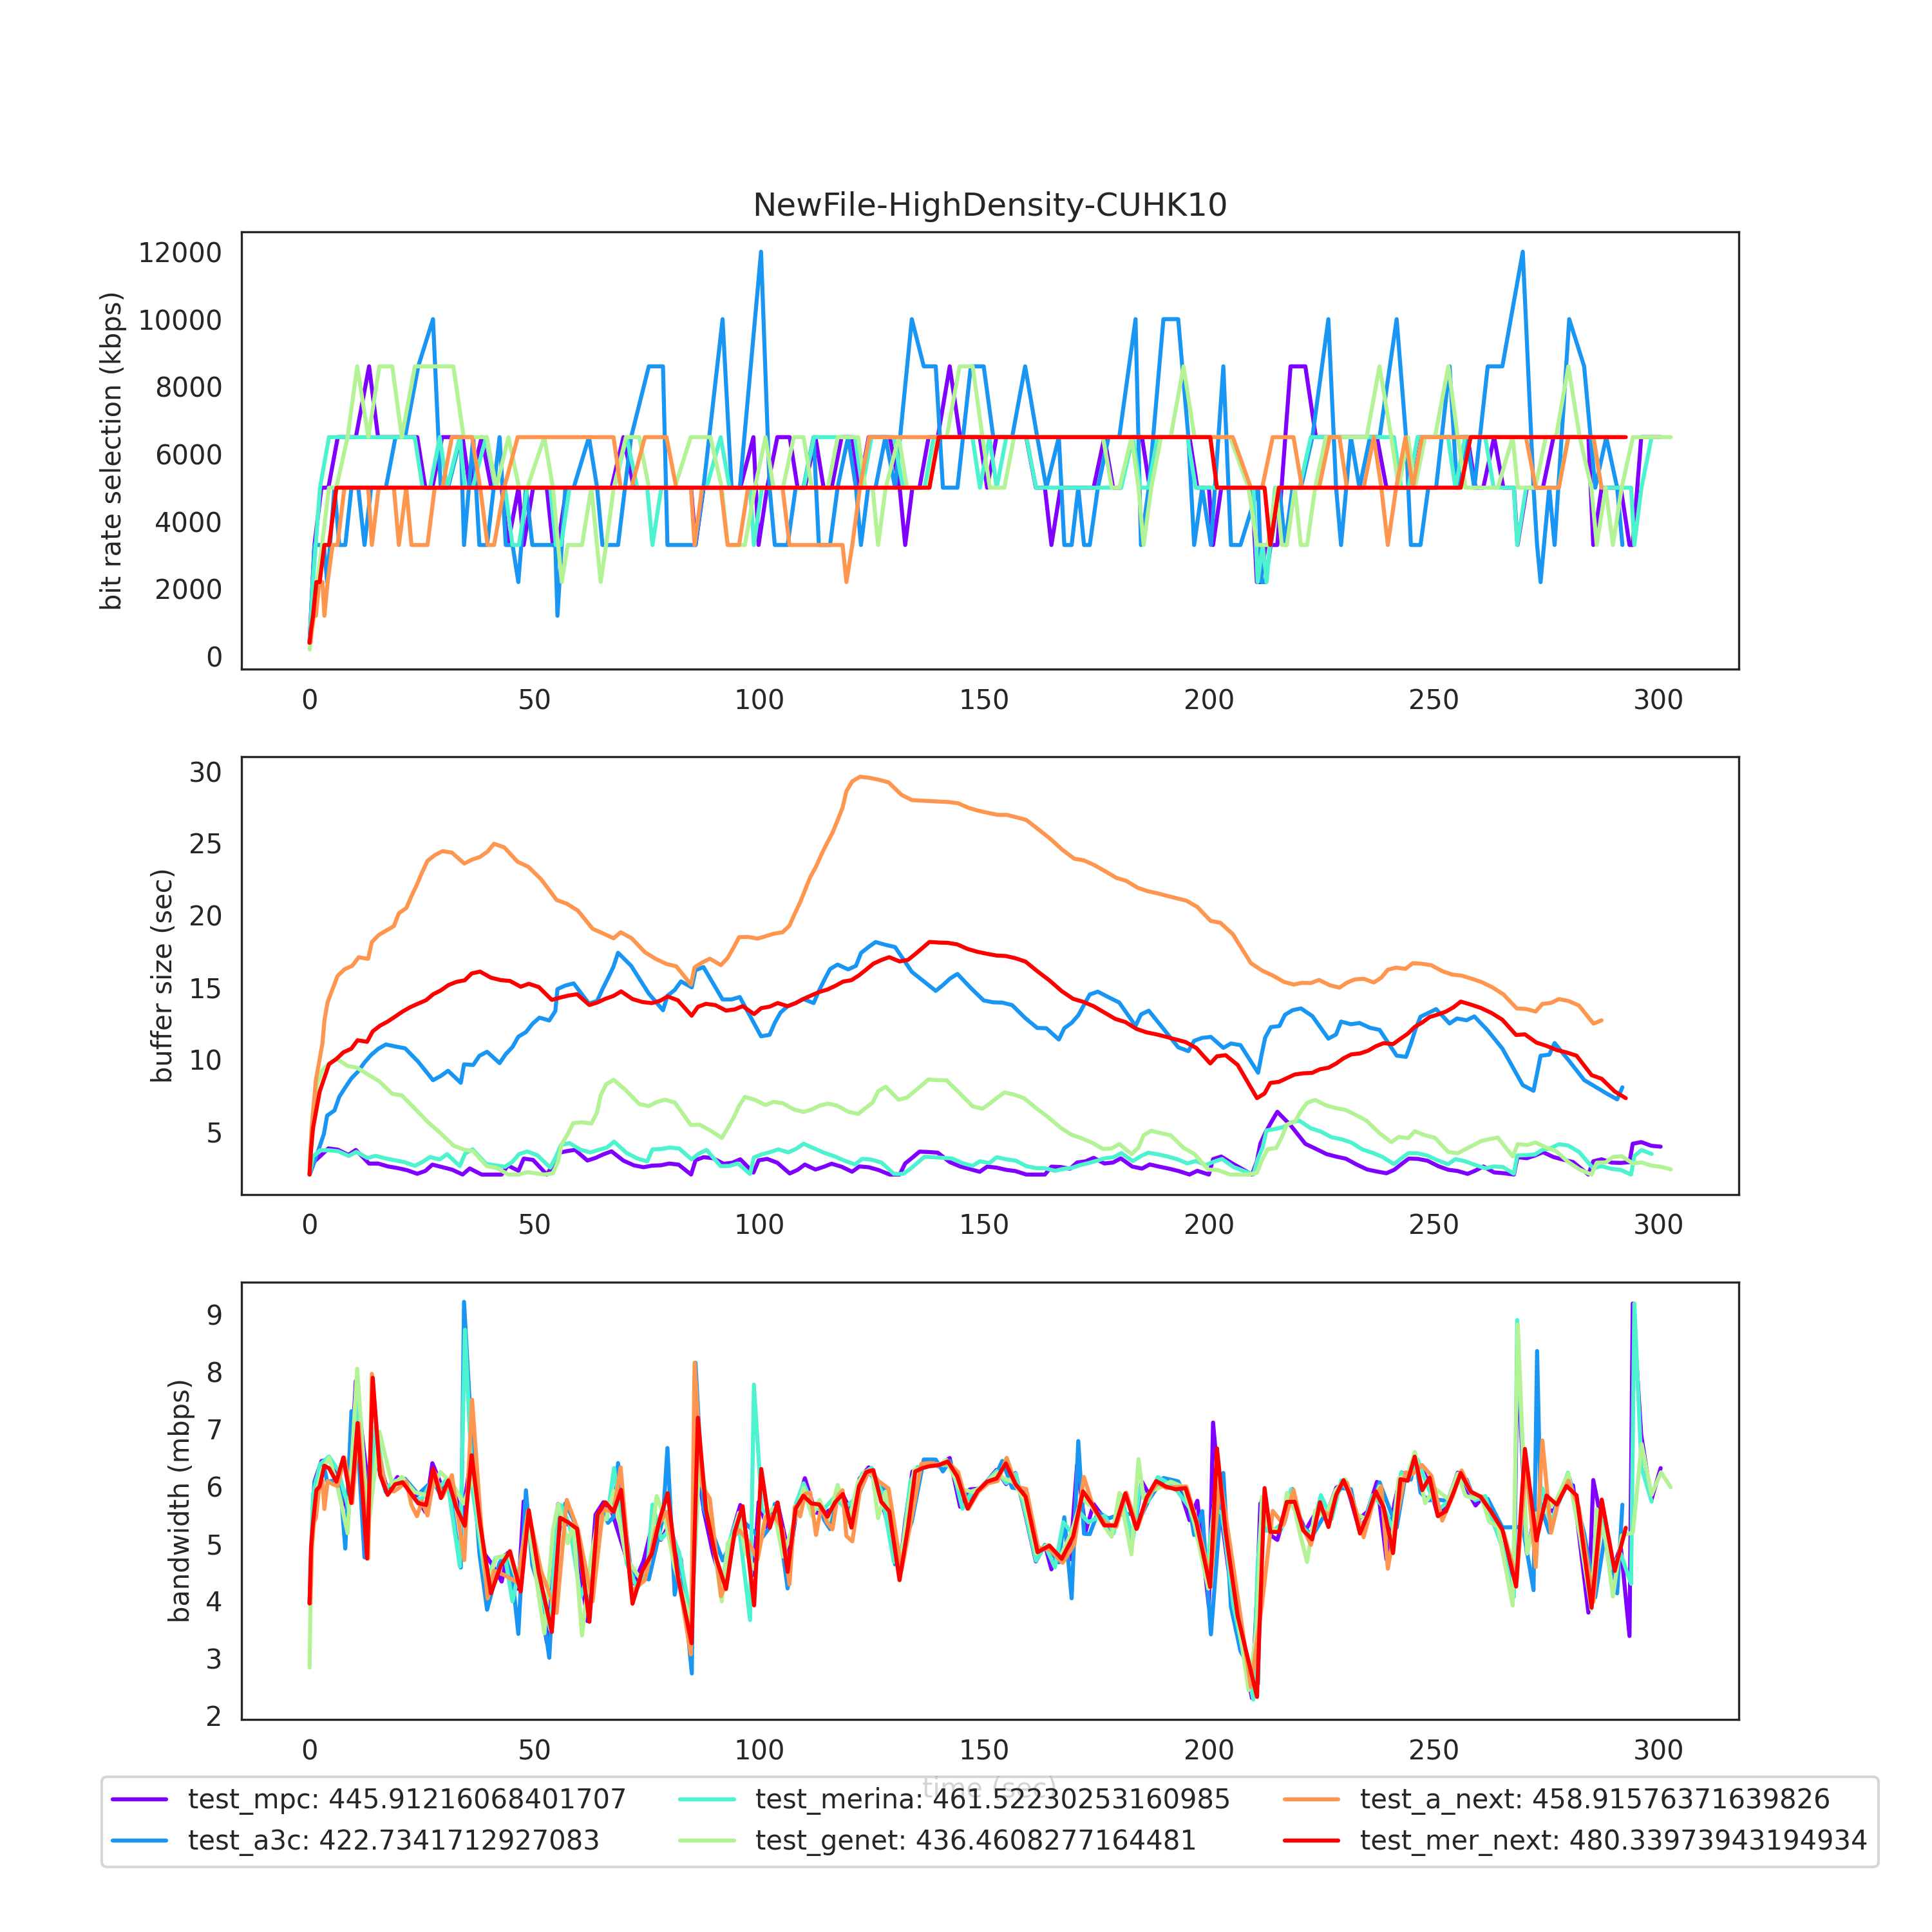 NewFile-HighDensity-CUHK10
bit rate selection (kbps)
12000
10000
8000
6000
4000
2000
0
0 50 100 150 200 250 300
buffer size (sec)
30
25
20
15
10
5
0 50 100 150 200 250 300
bandwidth (mbps)
9
8
7
6
5
4
3
2
0 50 100 150 200 250 300
time (sec)
test_mpc: 445.91216068401707 test_merina: 461.52230253160985 test_a_next: 458.91576371639826
test_a3c: 422.7341712927083 test_genet: 436.4608277164481 test_mer_next: 480.33973943194934